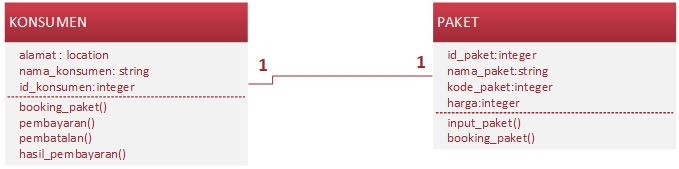 KONSUMEN
alamat : location
nama_konsumen: string
id_konsumen:integer
booking_paket()
pembayaran()
pembatalan()
hasil_pembayaran()
1
1
PAKET
id_paket:integer
nama_paket:string
kode_paket:integer
harga:integer
input_paket()
booking_paket()